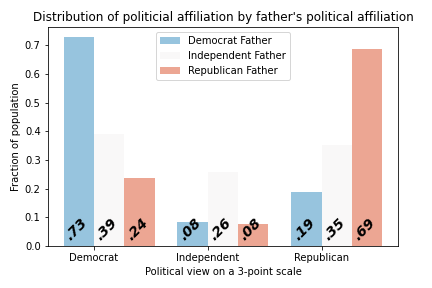 Distribution of politicial affiliation by father's political affiliation
Democrat Father
Independent Father
Republican Father
Fraction of population
0.7
0.6
0.5
0.4
0.3
0.2
0.1
0.0
.73 .39 .24 .08 .26 .08 .19 .35 .69
Democrat Independent Republican
Political view on a 3-point scale